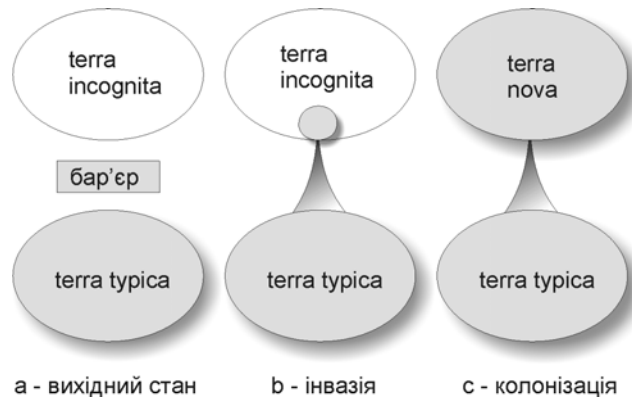 terra
incognita
terra
incognita
terra
nova
бар’єр
terra typica
terra typica
terra typica
a - вихідний стан
b - інвазія
c - колонізація